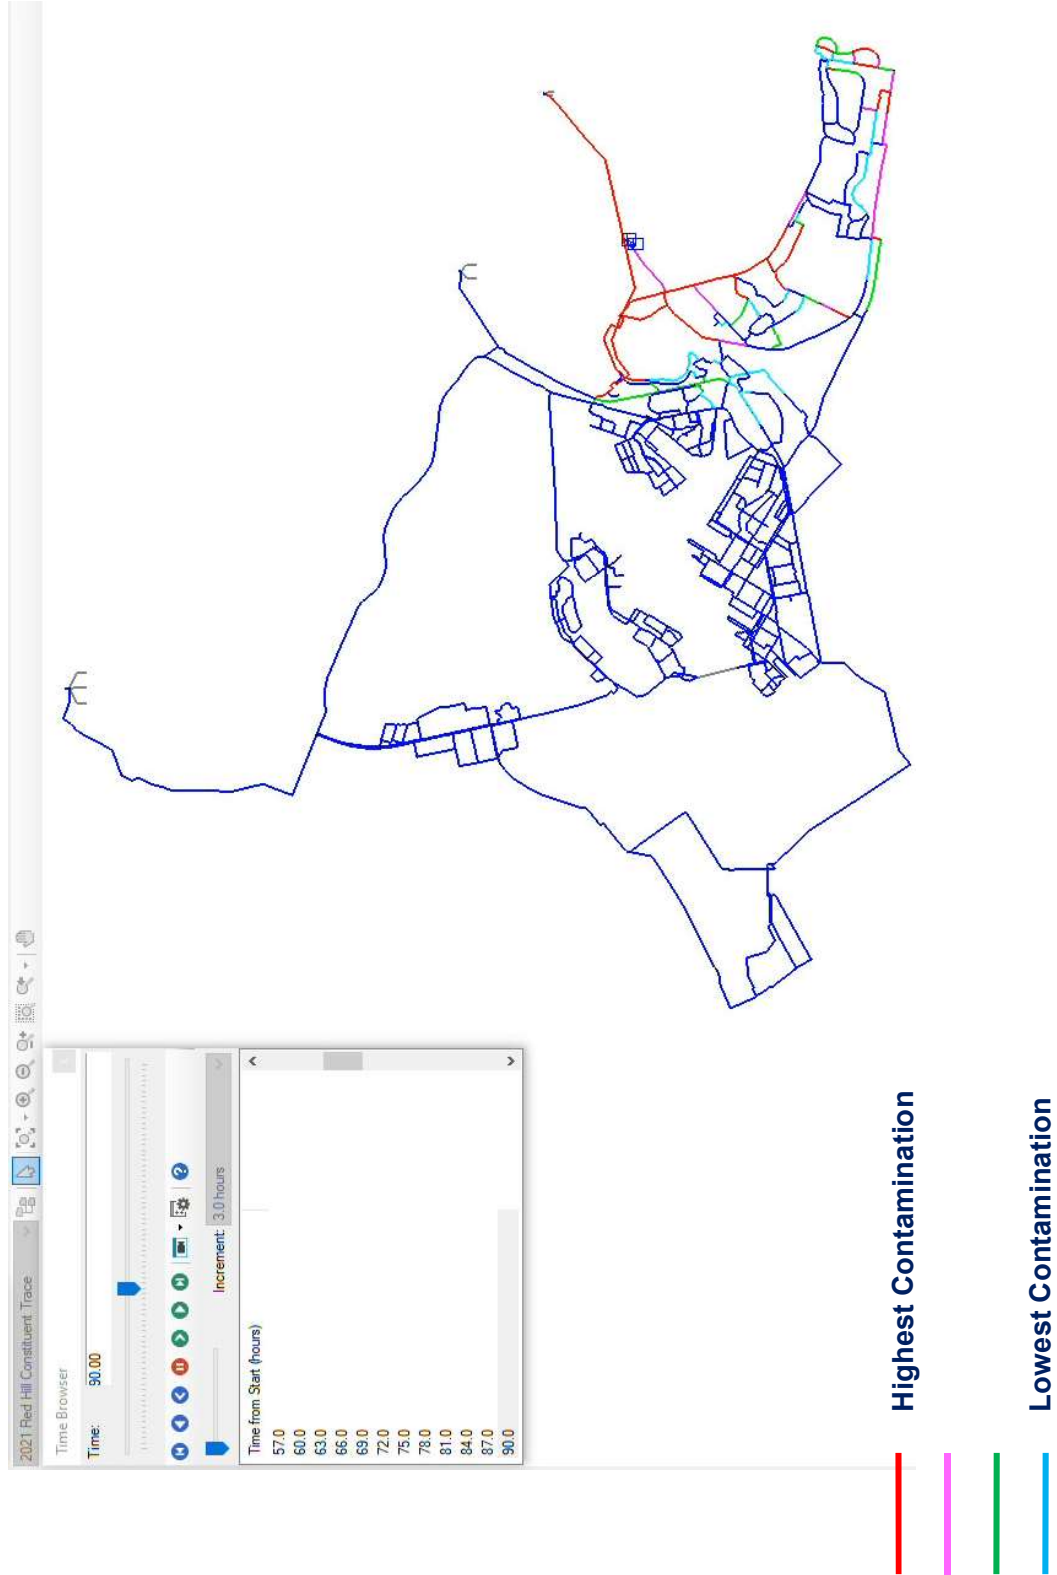 2021 Red Hill Constituent Trace
Time Browser
Time:
90.00
Increment:
3.0 hours
Time from Start (hours)
57.0
60.0
63.0
66.0
69.0
72.0
75.0
78.0
81.0
84.0
87.0
90.0
Highest Contamination
Lowest Contamination